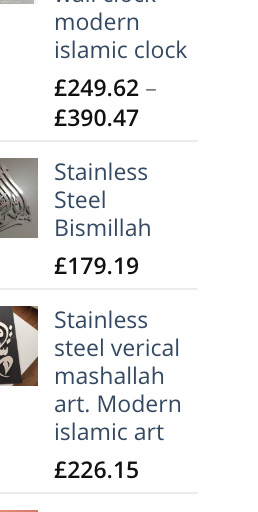 modern
islamic clock
£249.62 –
£390.47
Stainless
Steel
Bismillah
£179.19
Stainless
steel verical
mashallah
art. Modern
islamic art
£226.15